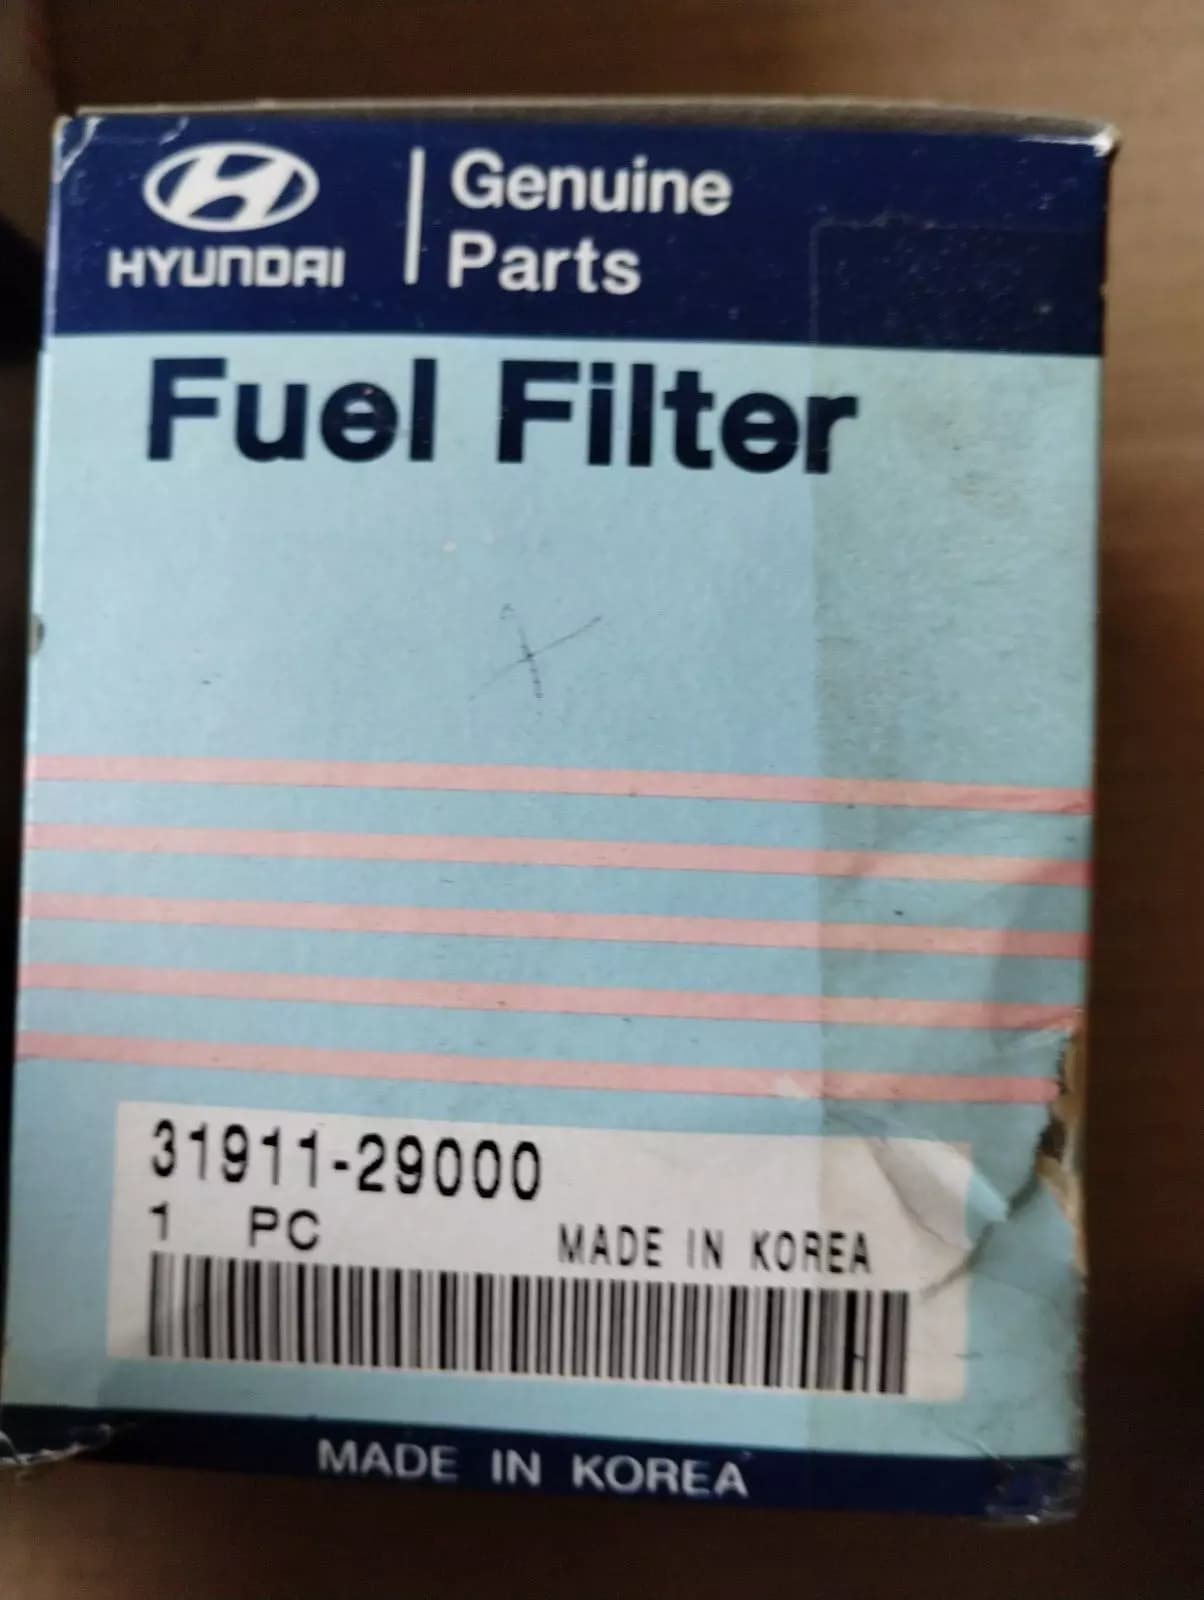 HYUNDAI
Genuine
Parts
Fuel Filter
31911-29000
1 PC
MADE IN KOREA
MADE IN KOREA